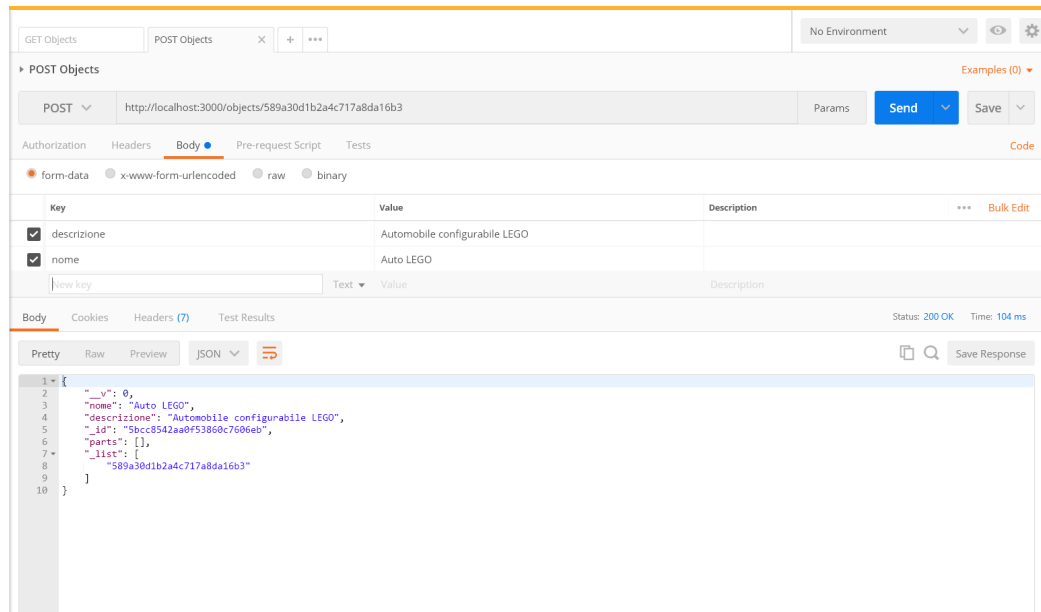 GET Objects
POST Objects
No Environment
POST Objects
Examples (0)
POST
http://localhost:3000/objects/589a30d1b2a4c717a8da16b3
Params
Send
Save
Authorization Headers Body Pre-request Script Tests
Code
form-data x-www-form-urlencoded raw binary
Key Value Description Bulk Edit
descrizione Automobile configurabile LEGO
nome Auto LEGO
New key Text Value Description
Body Cookies Headers (7) Test Results Status: 200 OK Time: 104 ms
Pretty Raw Preview JSON Save Response
1 {
2 "__v": 0,
3 "nome": "Auto LEGO",
4 "descrizione": "Automobile configurabile LEGO",
5 "_id": "5bcc8542aa0f53860c7606eb",
6 "parts": [],
7 "_list": [
8 "589a30d1b2a4c717a8da16b3"
9 ]
10 }